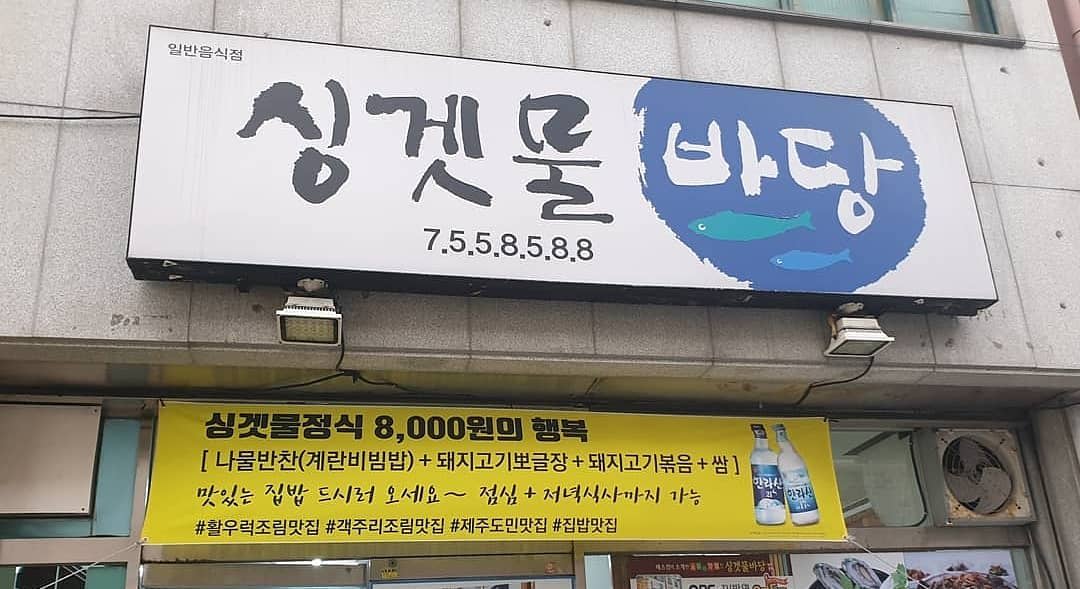 일반음식점
싱겟물 바당
7.5.5.8.5.8.8
싱겟물정식 8,000원의 행복
[ 나물반찬(계란비빔밥) + 돼지고기뽀글장 + 돼지고기볶음 + 쌈 ]
맛있는 집밥 드시러 오세요~ 점심 + 저녁식사까지 가능
#활우럭조림맛집 #객주리조림맛집 #제주도민맛집 #집밥맛집
한라산 21
한라산
싱겟물바당